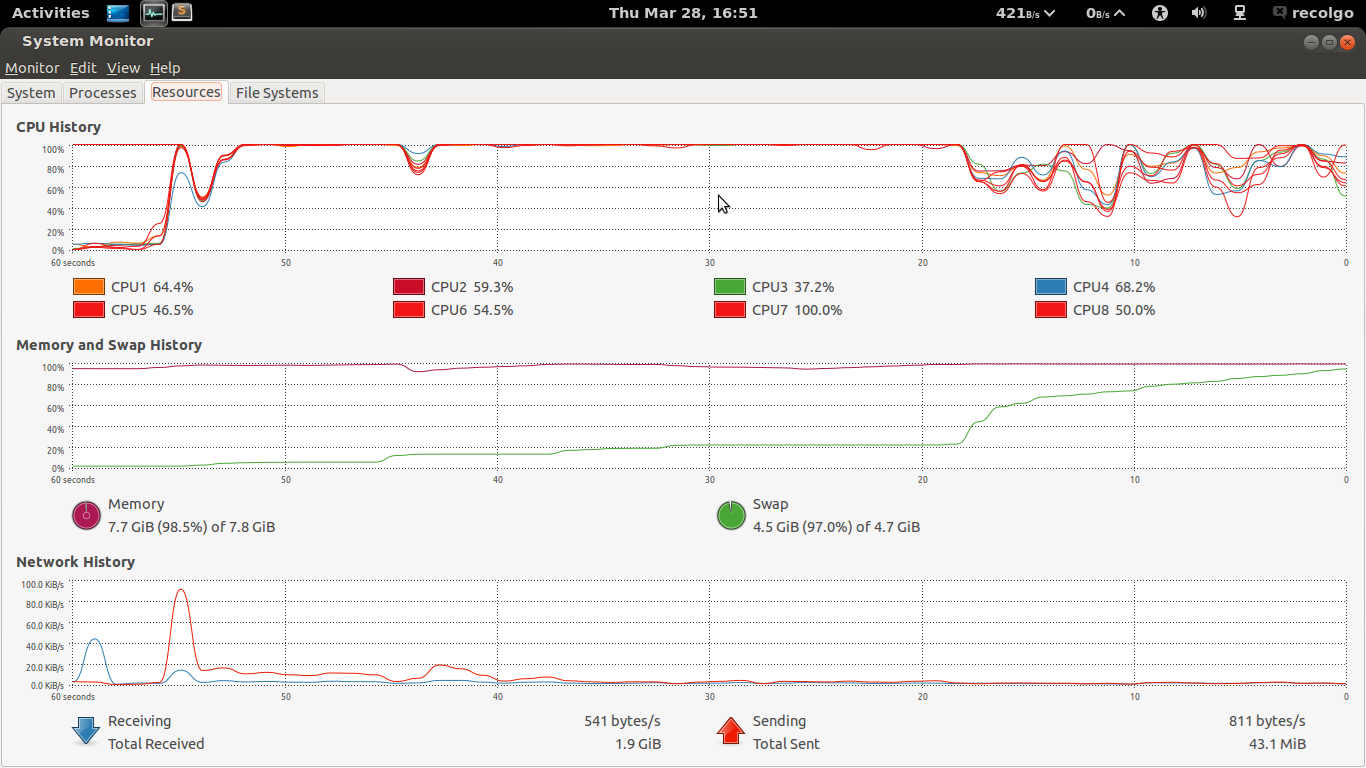 Activities Thu Mar 28, 16:51 421B/s 0B/s recolgo
System Monitor
Monitor Edit View Help
System Processes Resources File Systems
CPU History
100%
80%
60%
40%
20%
0%
60 seconds 50 40 30 20 10 0
CPU1 64.4% CPU2 59.3% CPU3 37.2% CPU4 68.2%
CPU5 46.5% CPU6 54.5% CPU7 100.0% CPU8 50.0%
Memory and Swap History
100%
80%
60%
40%
20%
0%
60 seconds 50 40 30 20 10 0
Memory Swap
7.7 GiB (98.5%) of 7.8 GiB 4.5 GiB (97.0%) of 4.7 GiB
Network History
100.0 KiB/s
80.0 KiB/s
60.0 KiB/s
40.0 KiB/s
20.0 KiB/s
0.0 KiB/s
60 seconds 50 40 30 20 10 0
Receiving 541 bytes/s Sending 811 bytes/s
Total Received 1.9 GiB Total Sent 43.1 MiB